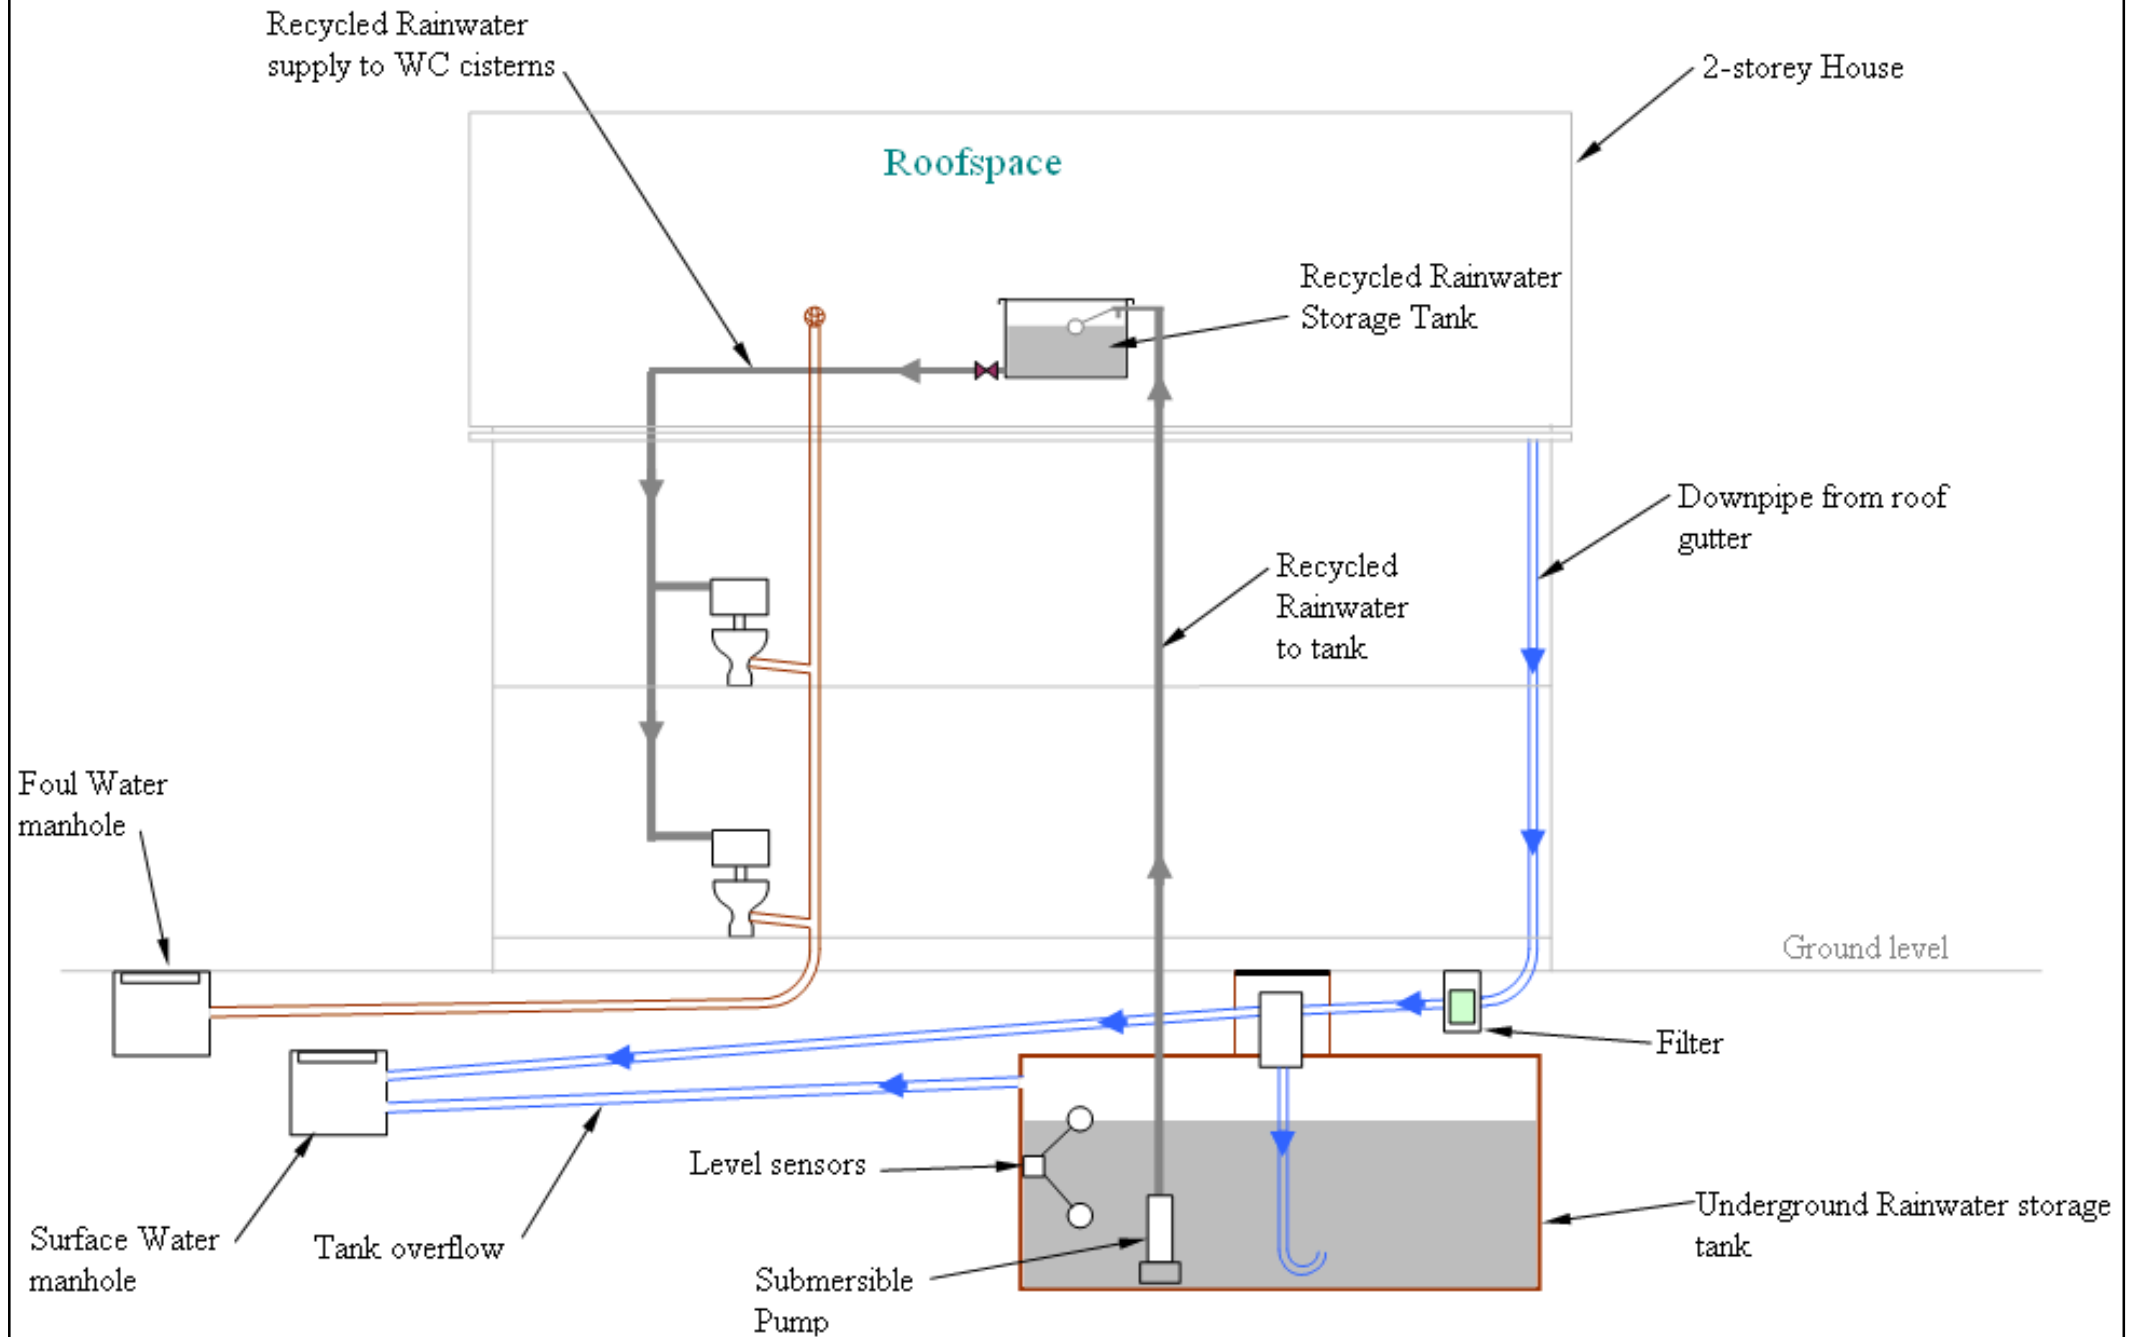 Recycled Rainwater
supply to WC cisterns
2-storey House
Roofspace
Recycled Rainwater
Storage Tank
Downpipe from roof
gutter
Recycled
Rainwater
to tank
Foul Water
manhole
Ground level
Filter
Level sensors
Underground Rainwater storage
tank
Surface Water
manhole
Tank overflow
Submersible
Pump